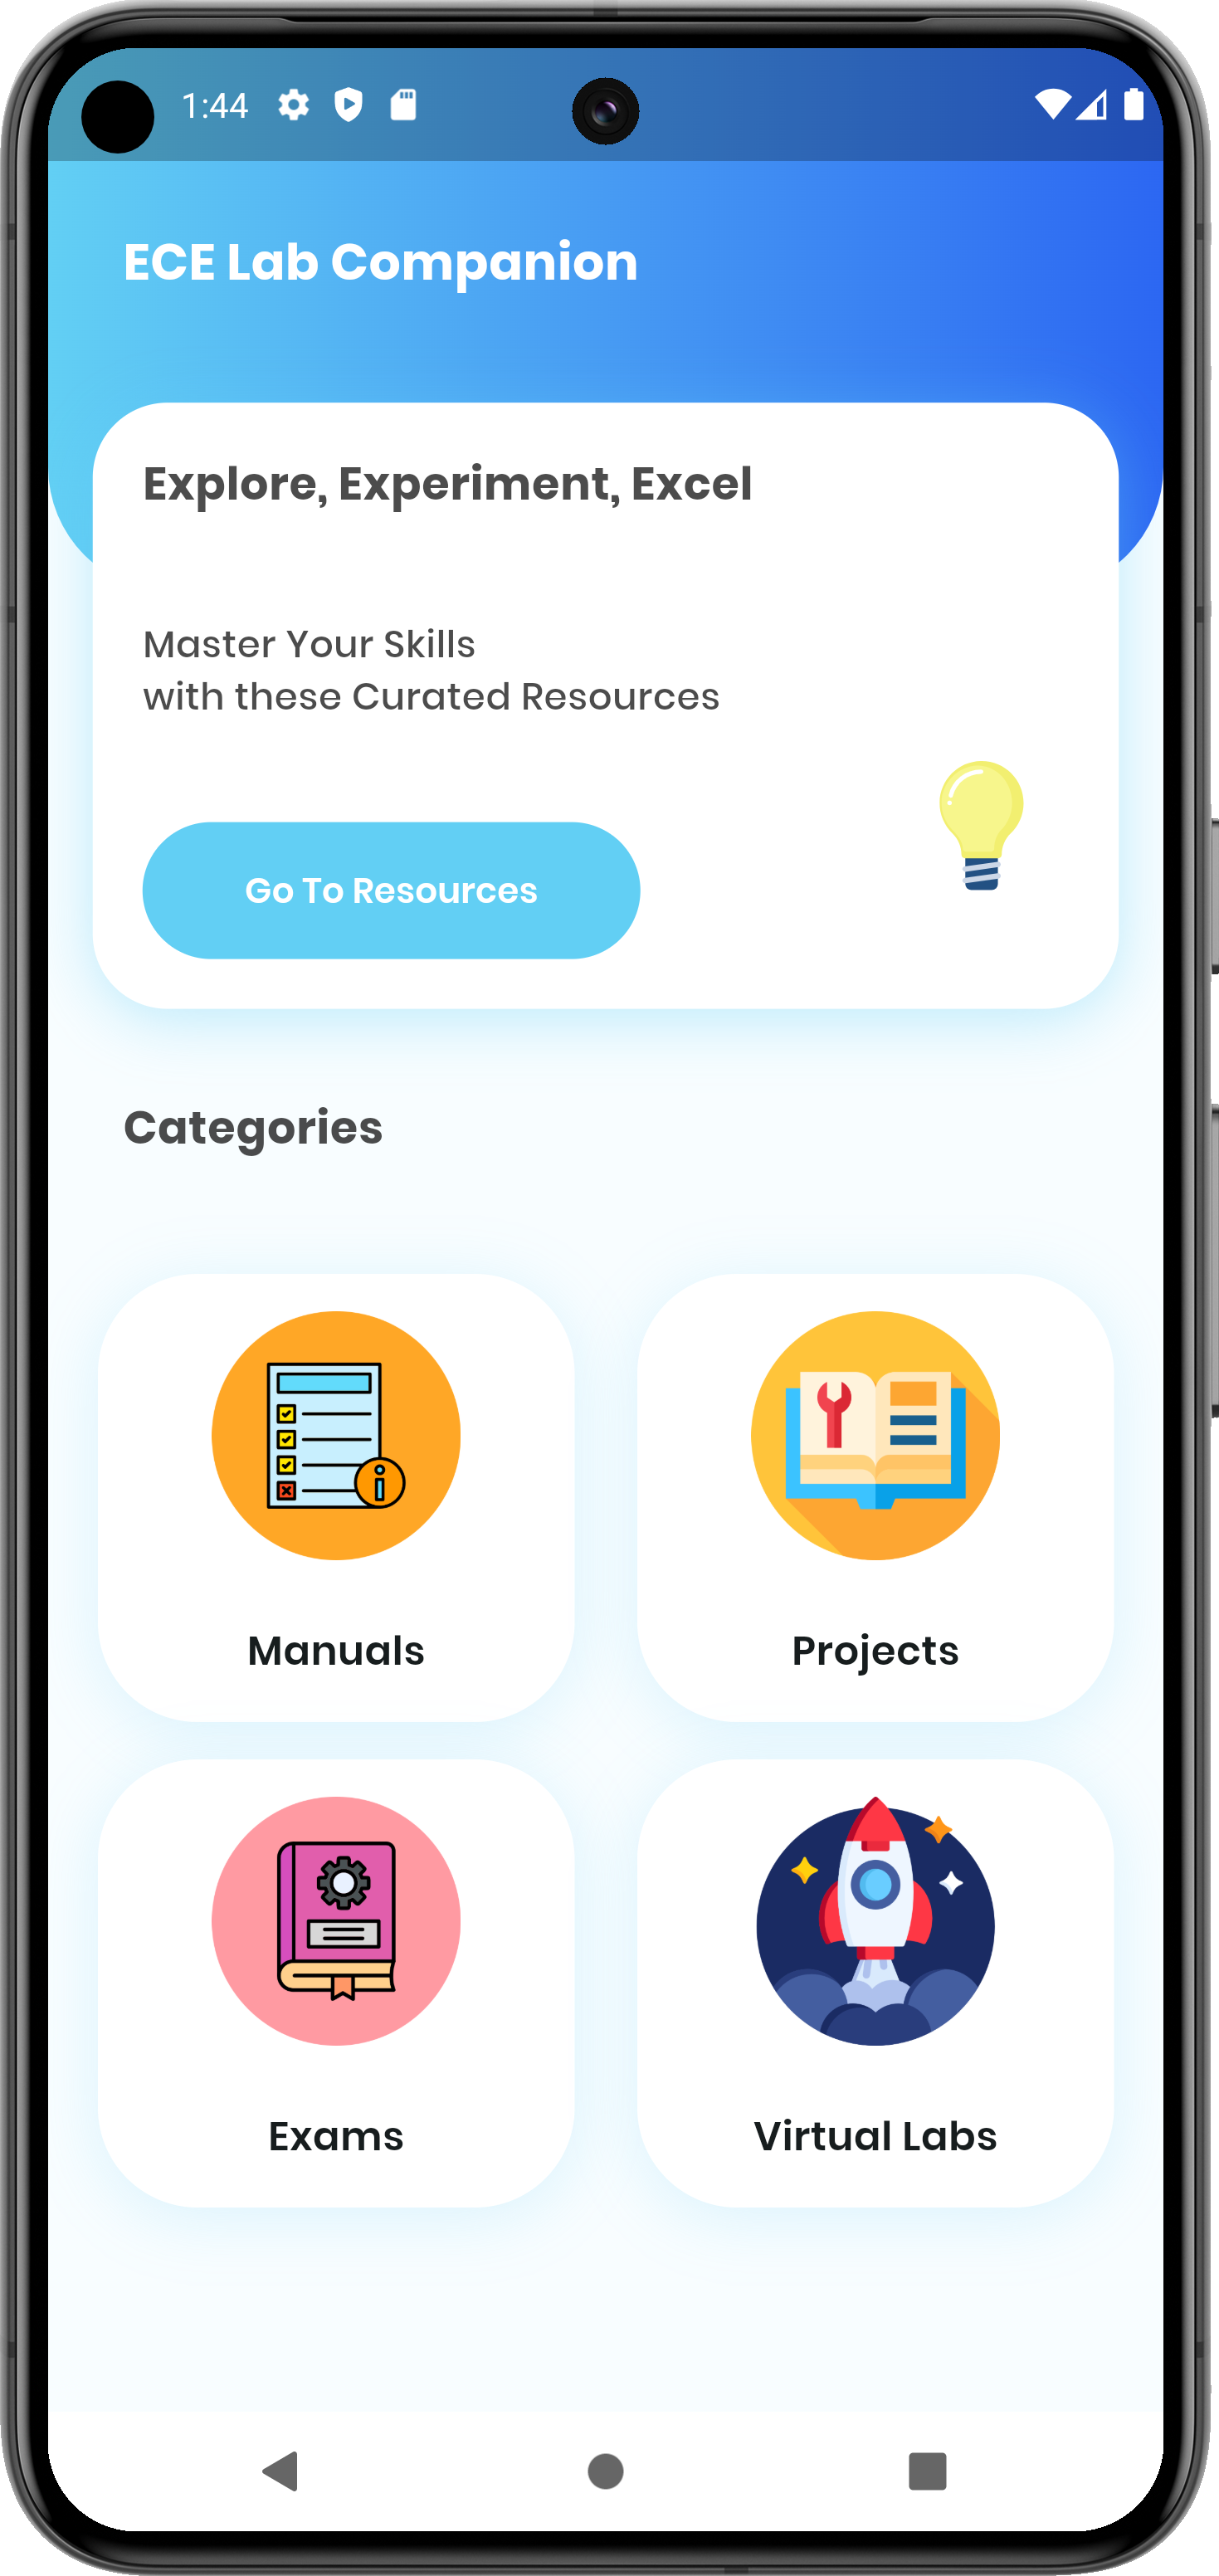 1:44
ECE Lab Companion
Explore, Experiment, Excel
Master Your Skills
with these Curated Resources
Go To Resources
Categories
Manuals
Projects
Exams
Virtual Labs